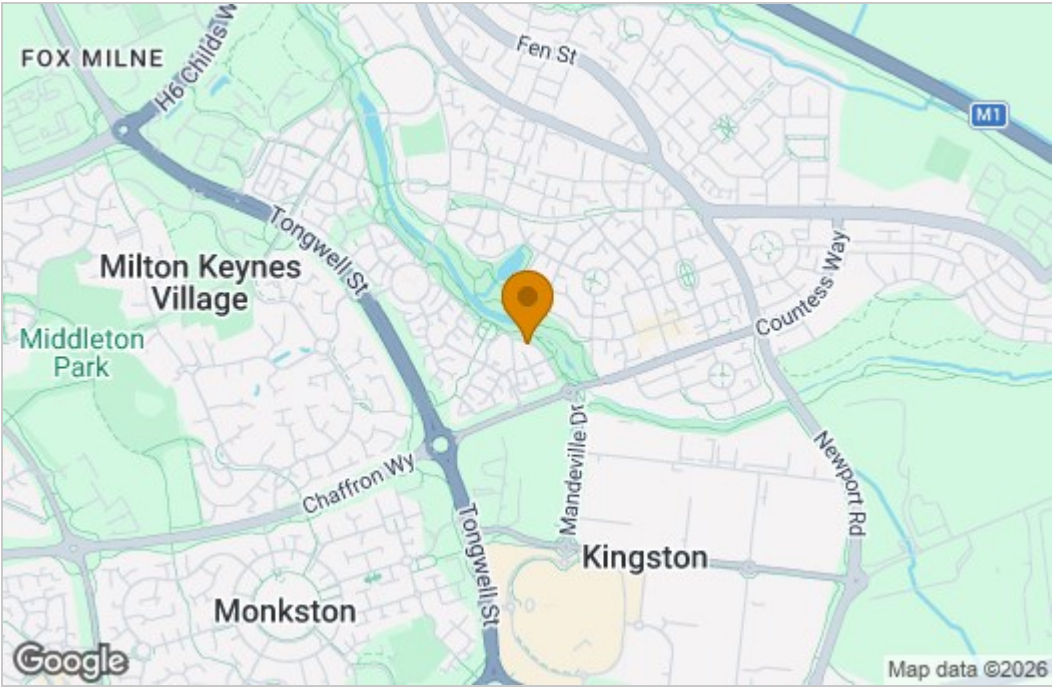 FOX MILNE
H6 Childs W
Fen St
M1
Tongwell St
Milton Keynes
Village
Countess Way
Middleton
Park
Mandeville Dr
Newport Rd
Chaffron Wy
Tongwell St
Kingston
Monkston
Google
Map data ©2026